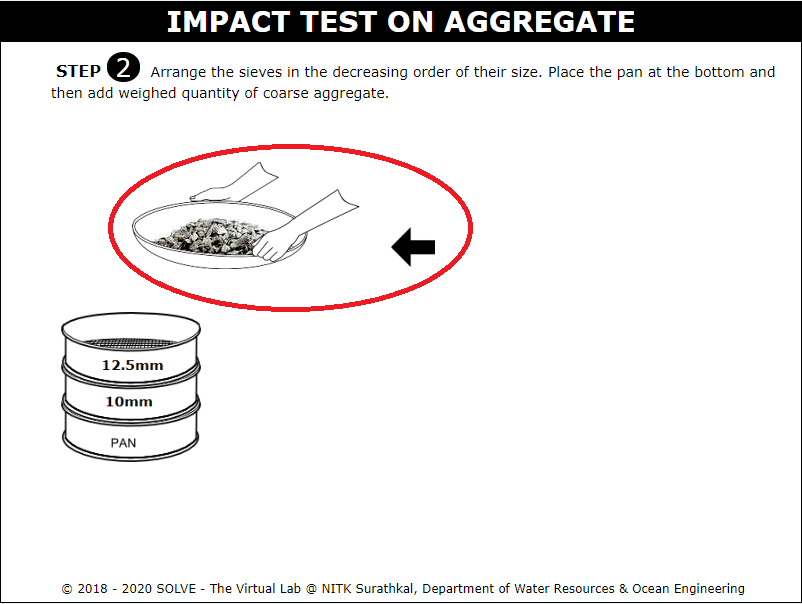 IMPACT TEST ON AGGREGATE
STEP 2 Arrange the sieves in the decreasing order of their size. Place the pan at the bottom and
then add weighed quantity of coarse aggregate.
12.5mm
10mm
PAN
© 2018 - 2020 SOLVE - The Virtual Lab @ NITK Surathkal, Department of Water Resources & Ocean Engineering